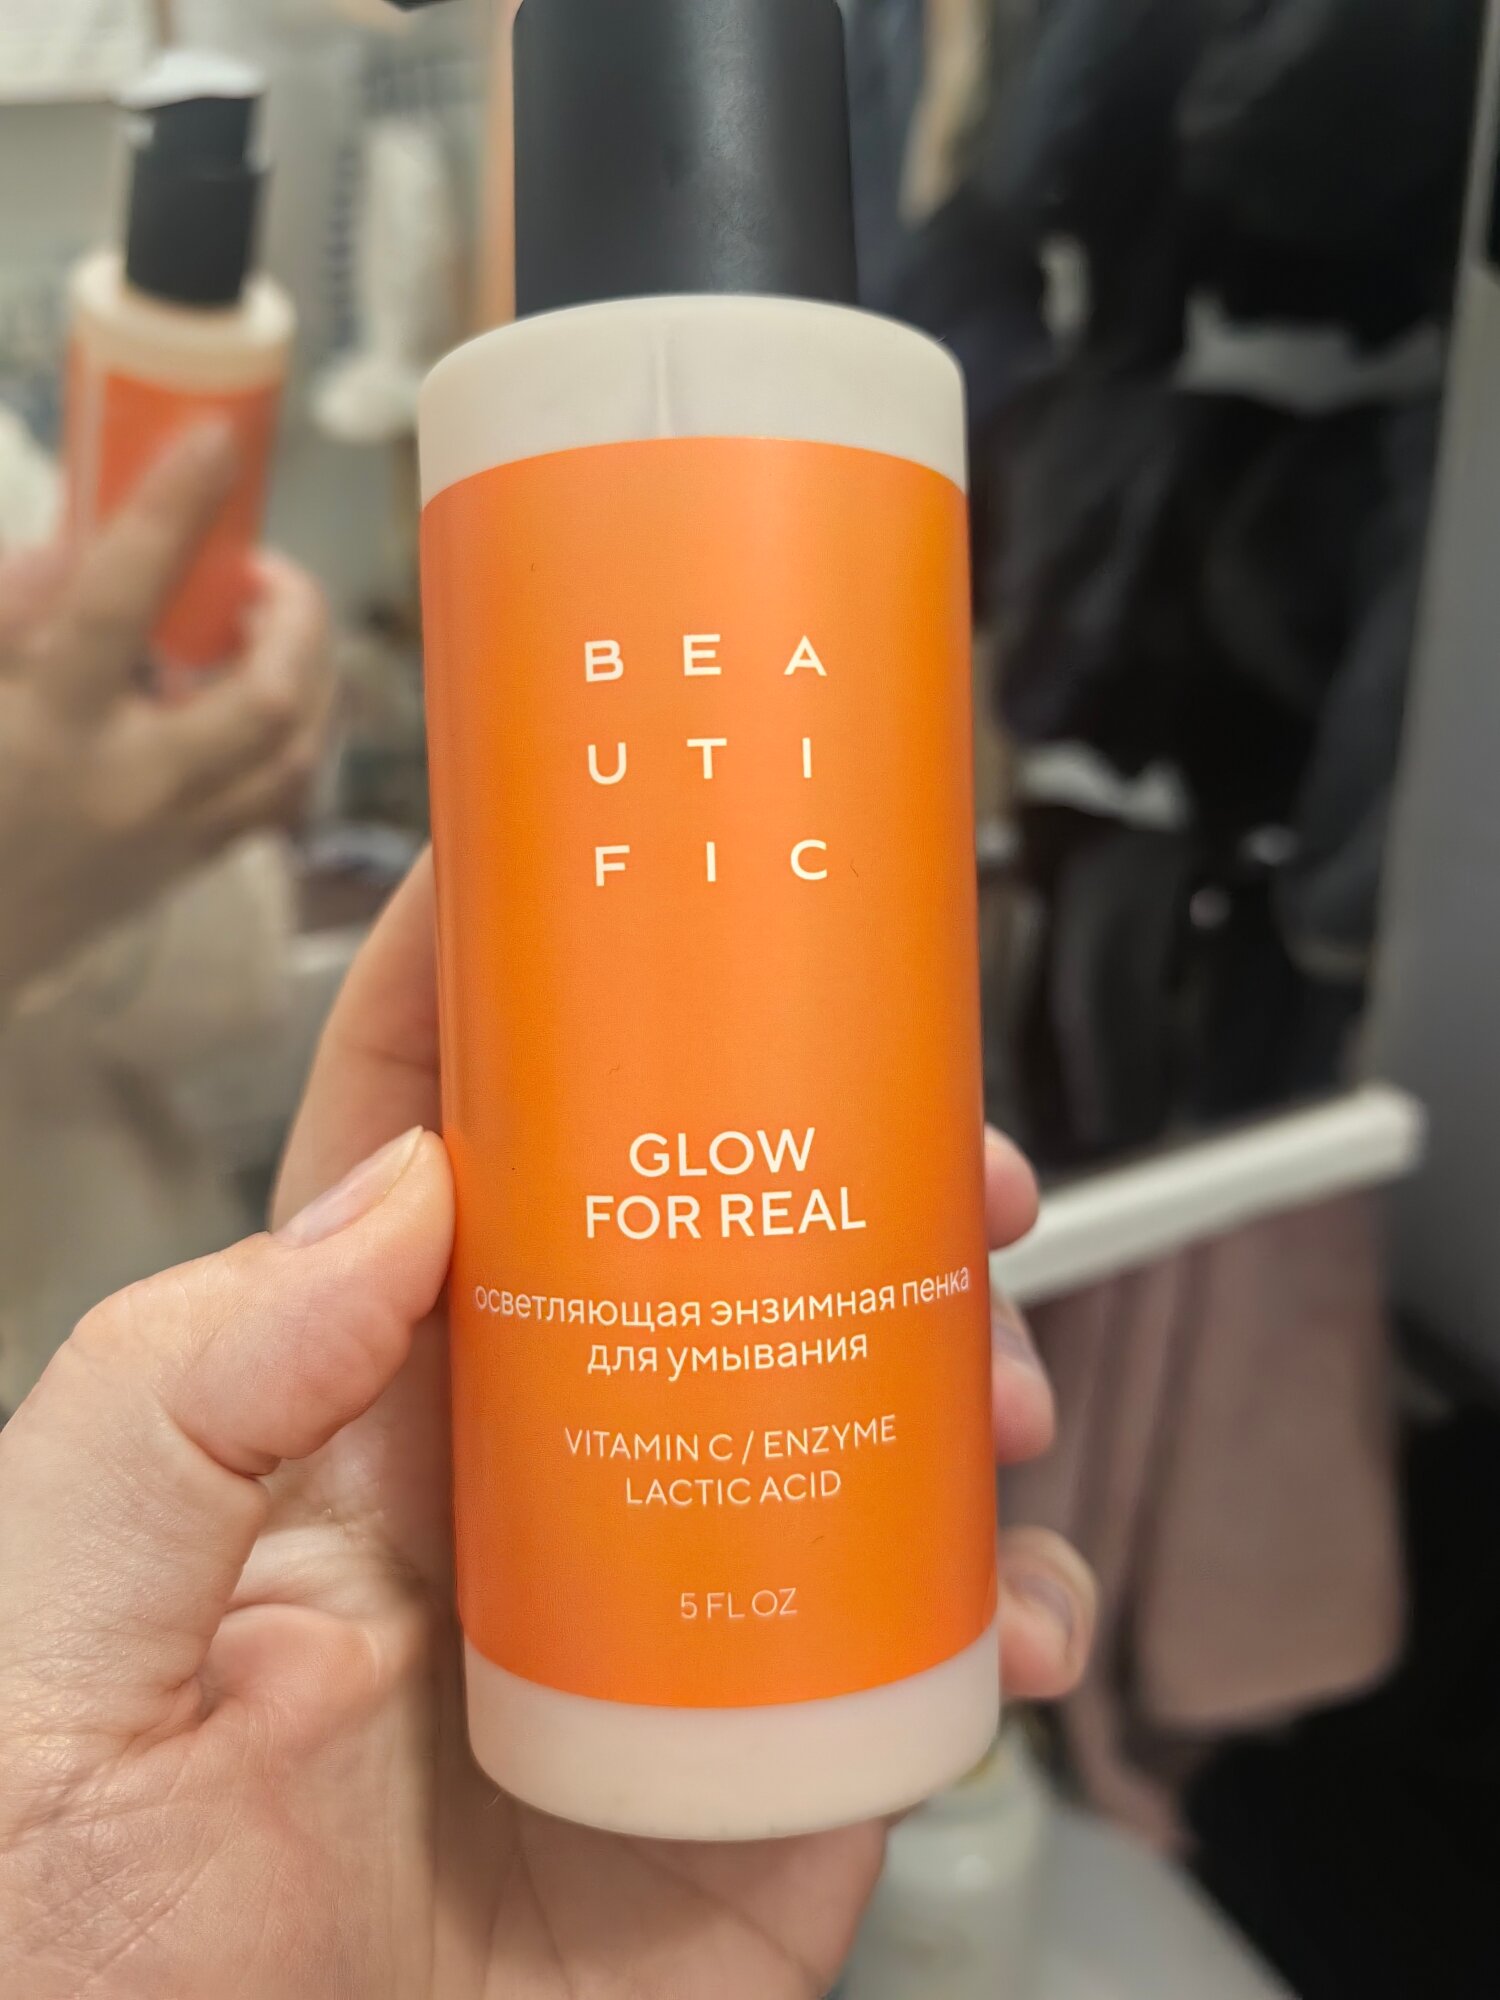 BEA
UTI
FIC
GLOW
FOR REAL
осветляющая энзимная пенка
для умывания
VITAMIN C / ENZYME
LACTIC ACID
5 FL OZ